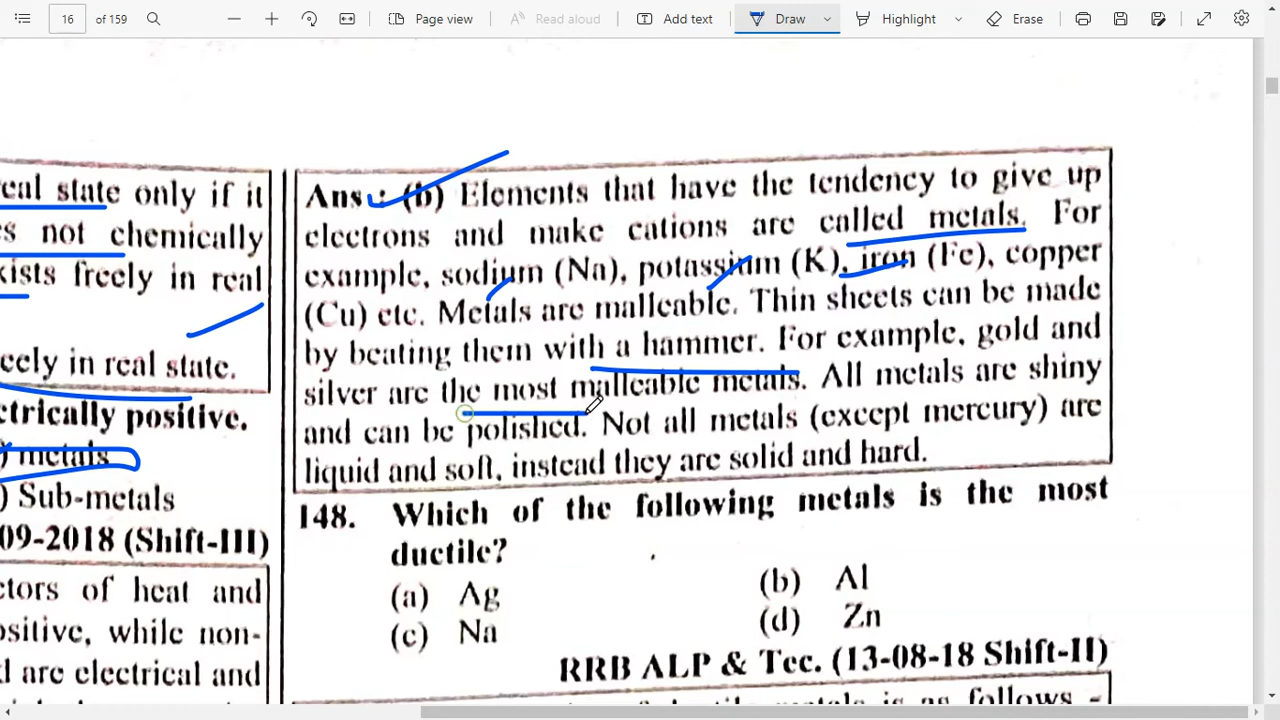 16 of 159 Page view Read aloud Add text Draw Highlight Erase
eal state only if it
s not chemically
xists freely in real
eely in real state.
ctrically positive.
) metals
) Sub-metals
09-2018 (Shift-III)
ctors of heat and
ositive, while non-
d are electrical and
Ans : (b) Elements that have the tendency to give up
electrons and make cations are called metals. For
example, sodium (Na), potassium (K), iron (Fe), copper
(Cu) etc. Metals are malleable. Thin sheets can be made
by beating them with a hammer. For example, gold and
silver are the most malleable metals. All metals are shiny
and can be polished. Not all metals (except mercury) are
liquid and soft, instead they are solid and hard.
148. Which of the following metals is the most
ductile?
(a) Ag (b) Al
(c) Na (d) Zn
RRB ALP & Tec. (13-08-18 Shift-II)
ductile metals is as follows -